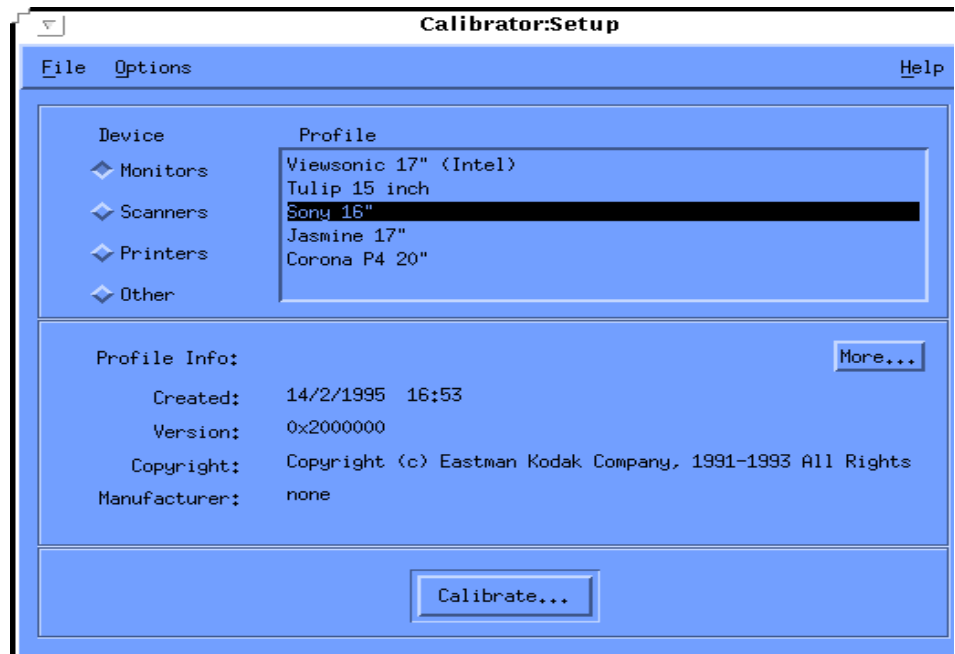 Calibrator:Setup
File Options Help
Device Profile
Monitors
Scanners
Printers
Other
Viewsonic 17" (Intel)
Tulip 15 inch
Sony 16"
Jasmine 17"
Corona P4 20"
Profile Info: More...
Created: 14/2/1995 16:53
Version: 0x2000000
Copyright: Copyright (c) Eastman Kodak Company, 1991-1993 All Rights
Manufacturer: none
Calibrate...